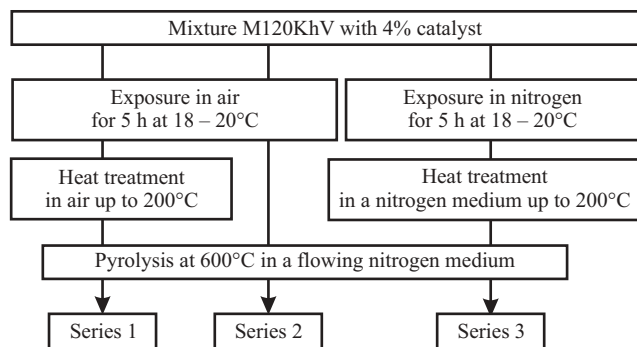 Mixture M120KhV with 4% catalyst
Exposure in air
for 5 h at 18 – 20°C
Exposure in nitrogen
for 5 h at 18 – 20°C
Heat treatment
in air up to 200°C
Heat treatment
in a nitrogen medium up to 200°C
Pyrolysis at 600°C in a flowing nitrogen medium
Series 1
Series 2
Series 3